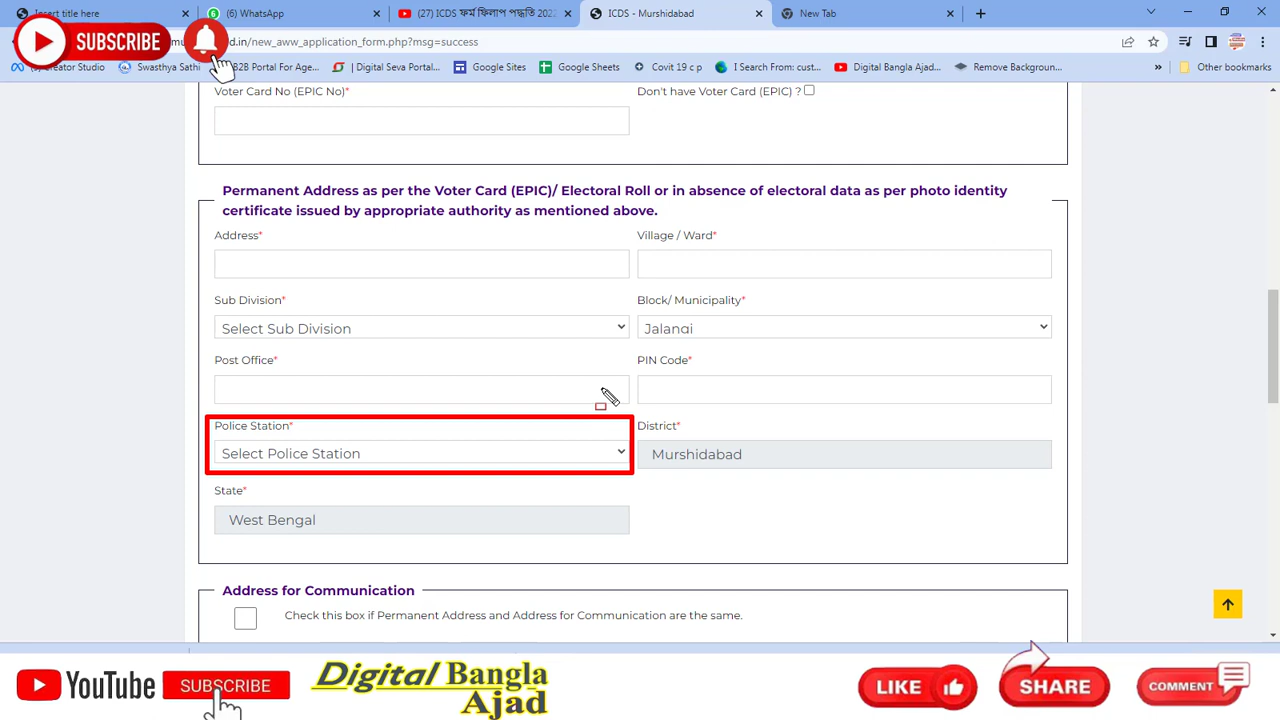 Insert title here
(6) WhatsApp
(27) ICDS ফর্ম ফিলাপ পদ্ধতি 202
ICDS - Murshidabad
New Tab
SUBSCRIBE
d.in/new_aww_application_form.php?msg=success
Creator Studio
Swasthya Sathi
B2B Portal For Age...
Digital Seva Portal...
Google Sites
Google Sheets
Covid 19 c p
Search From: cust...
Digital Bangla Ajad...
Remove Backgroun...
»
Other bookmarks
Voter Card No (EPIC No)*
Don't have Voter Card (EPIC) ?
Permanent Address as per the Voter Card (EPIC)/ Electoral Roll or in absence of electoral data as per photo identity
certificate issued by appropriate authority as mentioned above.
Address*
Village / Ward*
Sub Division*
Block/ Municipality*
Select Sub Division
Jalangi
Post Office*
PIN Code*
Police Station*
District*
Select Police Station
Murshidabad
State*
West Bengal
Address for Communication
Check this box if Permanent Address and Address for Communication are the same.
YouTube
SUBSCRIBE
Digital Bangla
Ajad
LIKE
SHARE
COMMENT